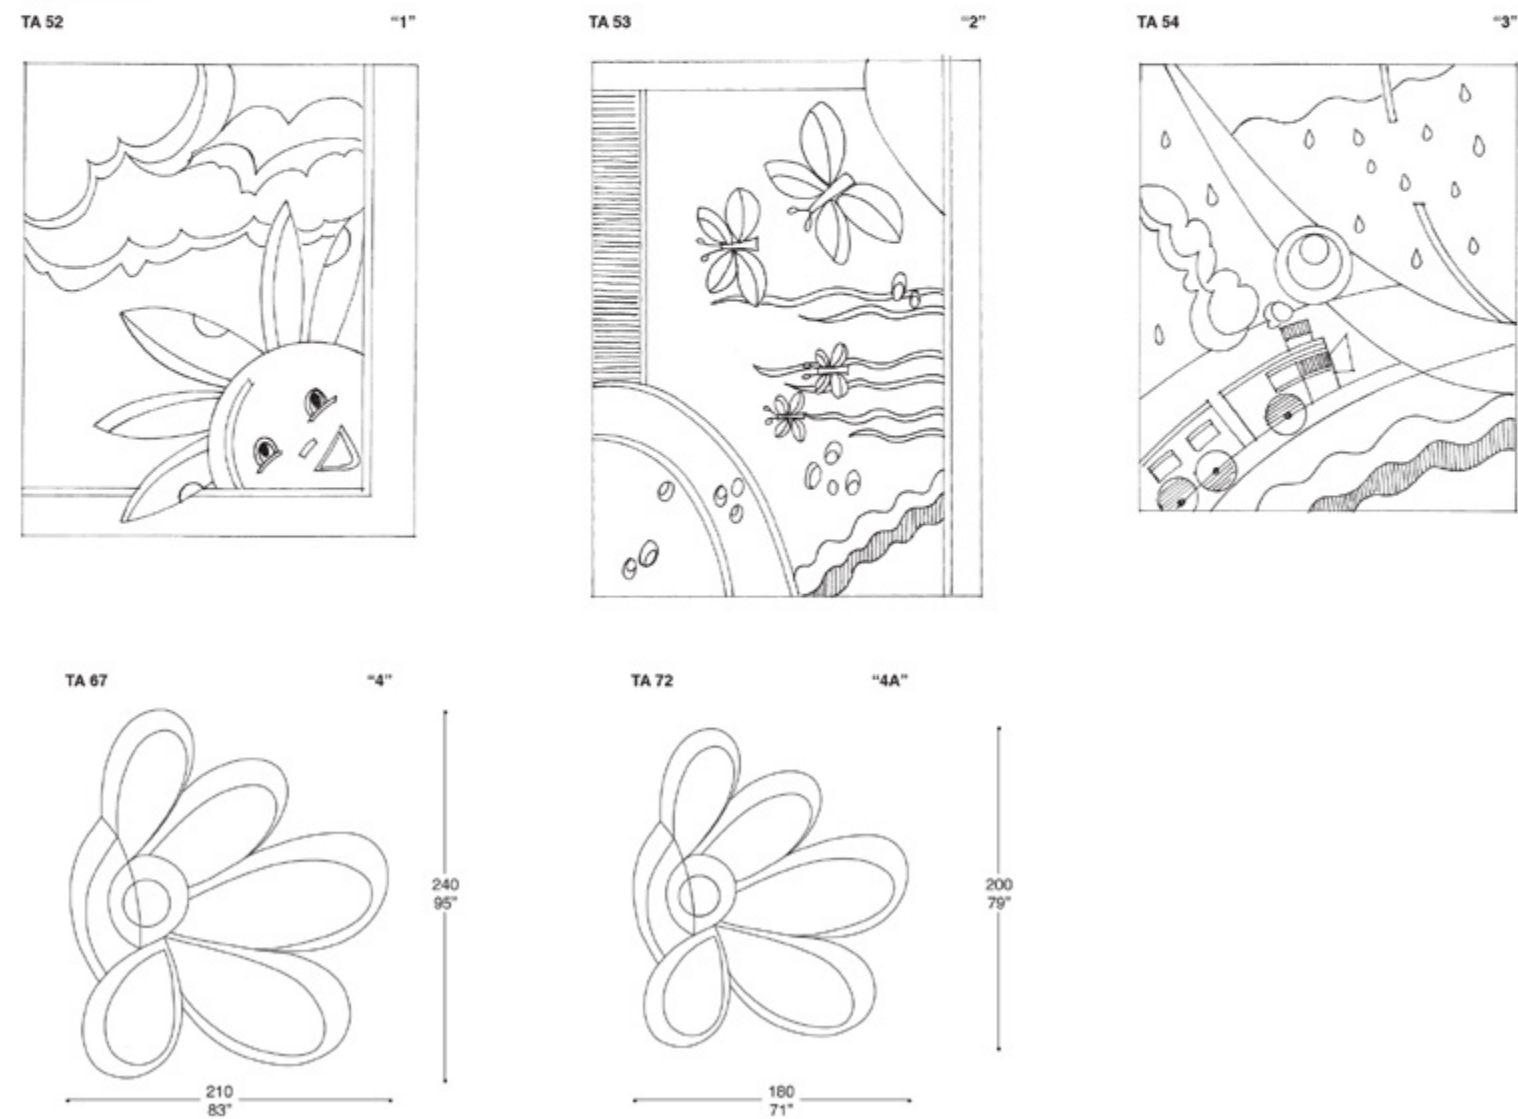 TA 52 “1”
TA 53 “2”
TA 54 “3”
TA 67 “4”
240
95”
210
83”
TA 72 “4A”
200
79”
180
71”